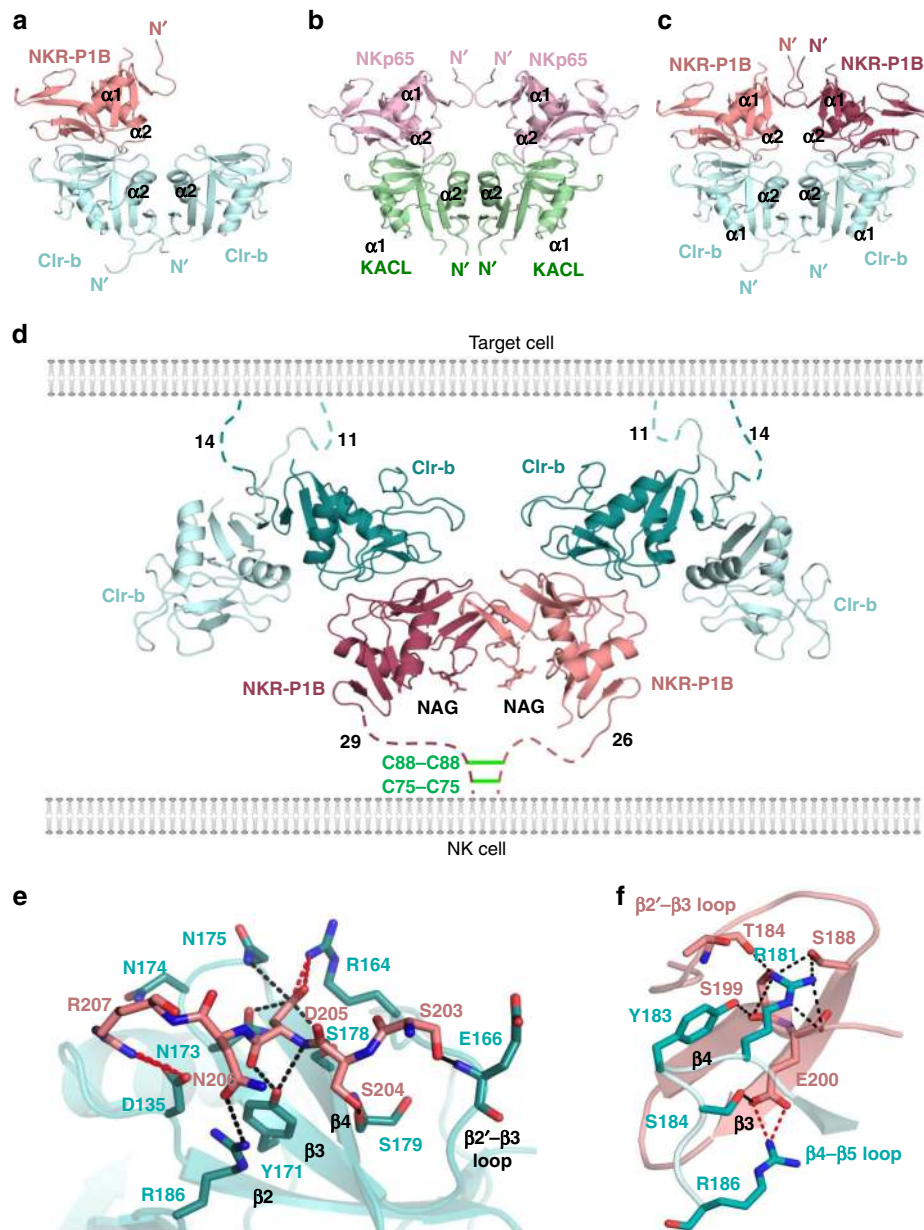 a
N′
NKR-P1B
α1
α2
α2
α2
Clr-b
N′
N′
Clr-b
b
NKp65
N′
N′
NKp65
α1
α1
α2
α2
α2
α2
α1
KACL
N′
N′
α1
KACL
c
N′
N′
NKR-P1B
NKR-P1B
α1
α1
α2
α2
α2
α2
α1
α1
Clr-b
N′
N′
Clr-b
d
Target cell
14
11
11
14
Clr-b
Clr-b
Clr-b
Clr-b
NKR-P1B
NAG
NAG
NKR-P1B
29
26
C88–C88
C75–C75
NK cell
e
N175
R164
N174
R207
D205
S203
S178
E166
N173
N206
S204
D135
β4
S179
β3
β2′–β3
loop
Y171
R186
β2
f
β2′–β3 loop
T184
S188
R181
S199
Y183
β4
E200
S184
β3
β4–β5 loop
R186